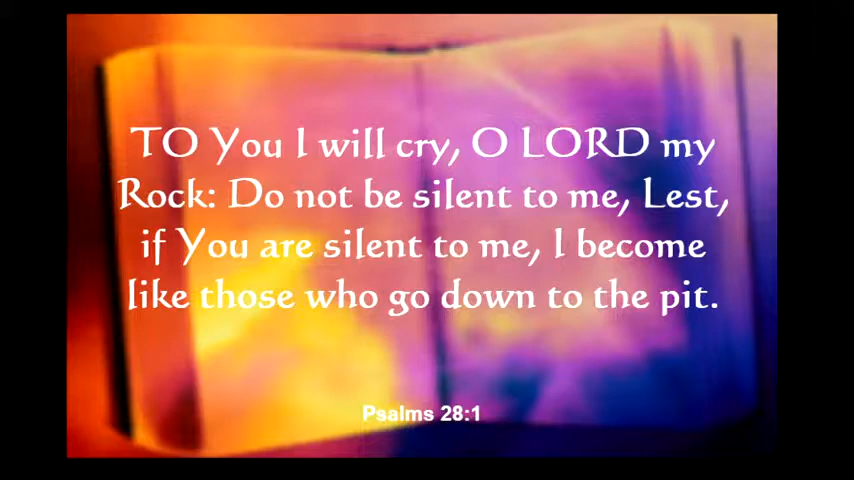 TO You I will cry, O LORD my
Rock: Do not be silent to me, Lest,
if You are silent to me, I become
like those who go down to the pit.
Psalms 28:1